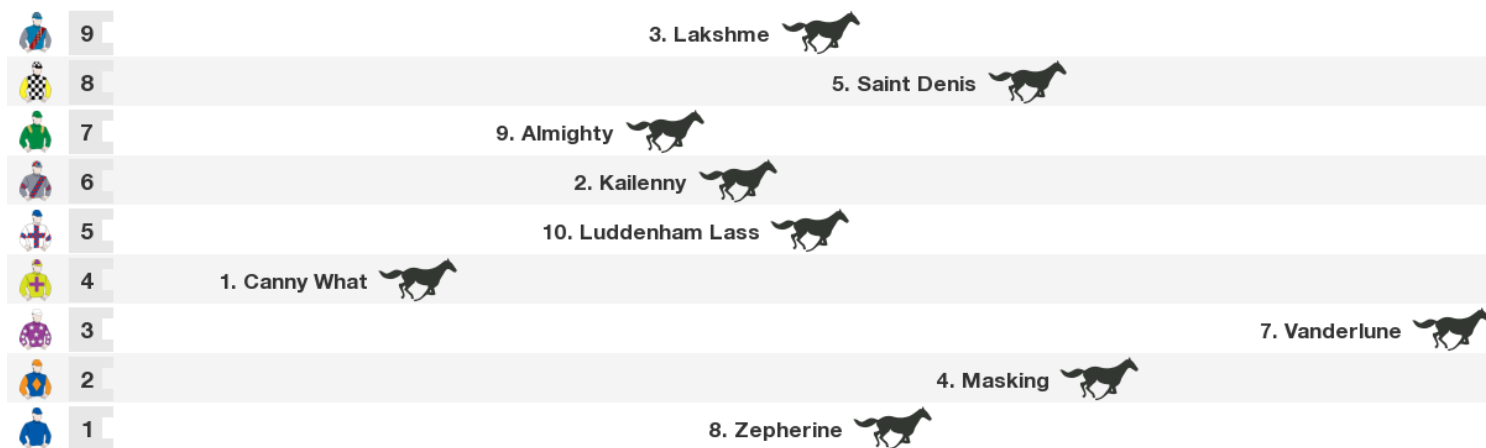 9 3. Lakshme
8 5. Saint Denis
7 9. Almighty
6 2. Kailenny
5 10. Luddenham Lass
4 1. Canny What
3 7. Vanderlune
2 4. Masking
1 8. Zepherine